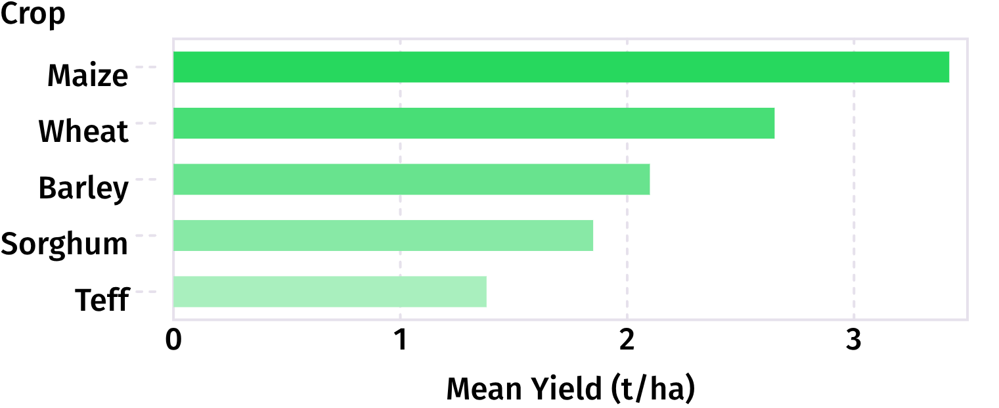 Crop
Maize
Wheat
Barley
Sorghum
Teff
0 1 2 3
Mean Yield (t/ha)